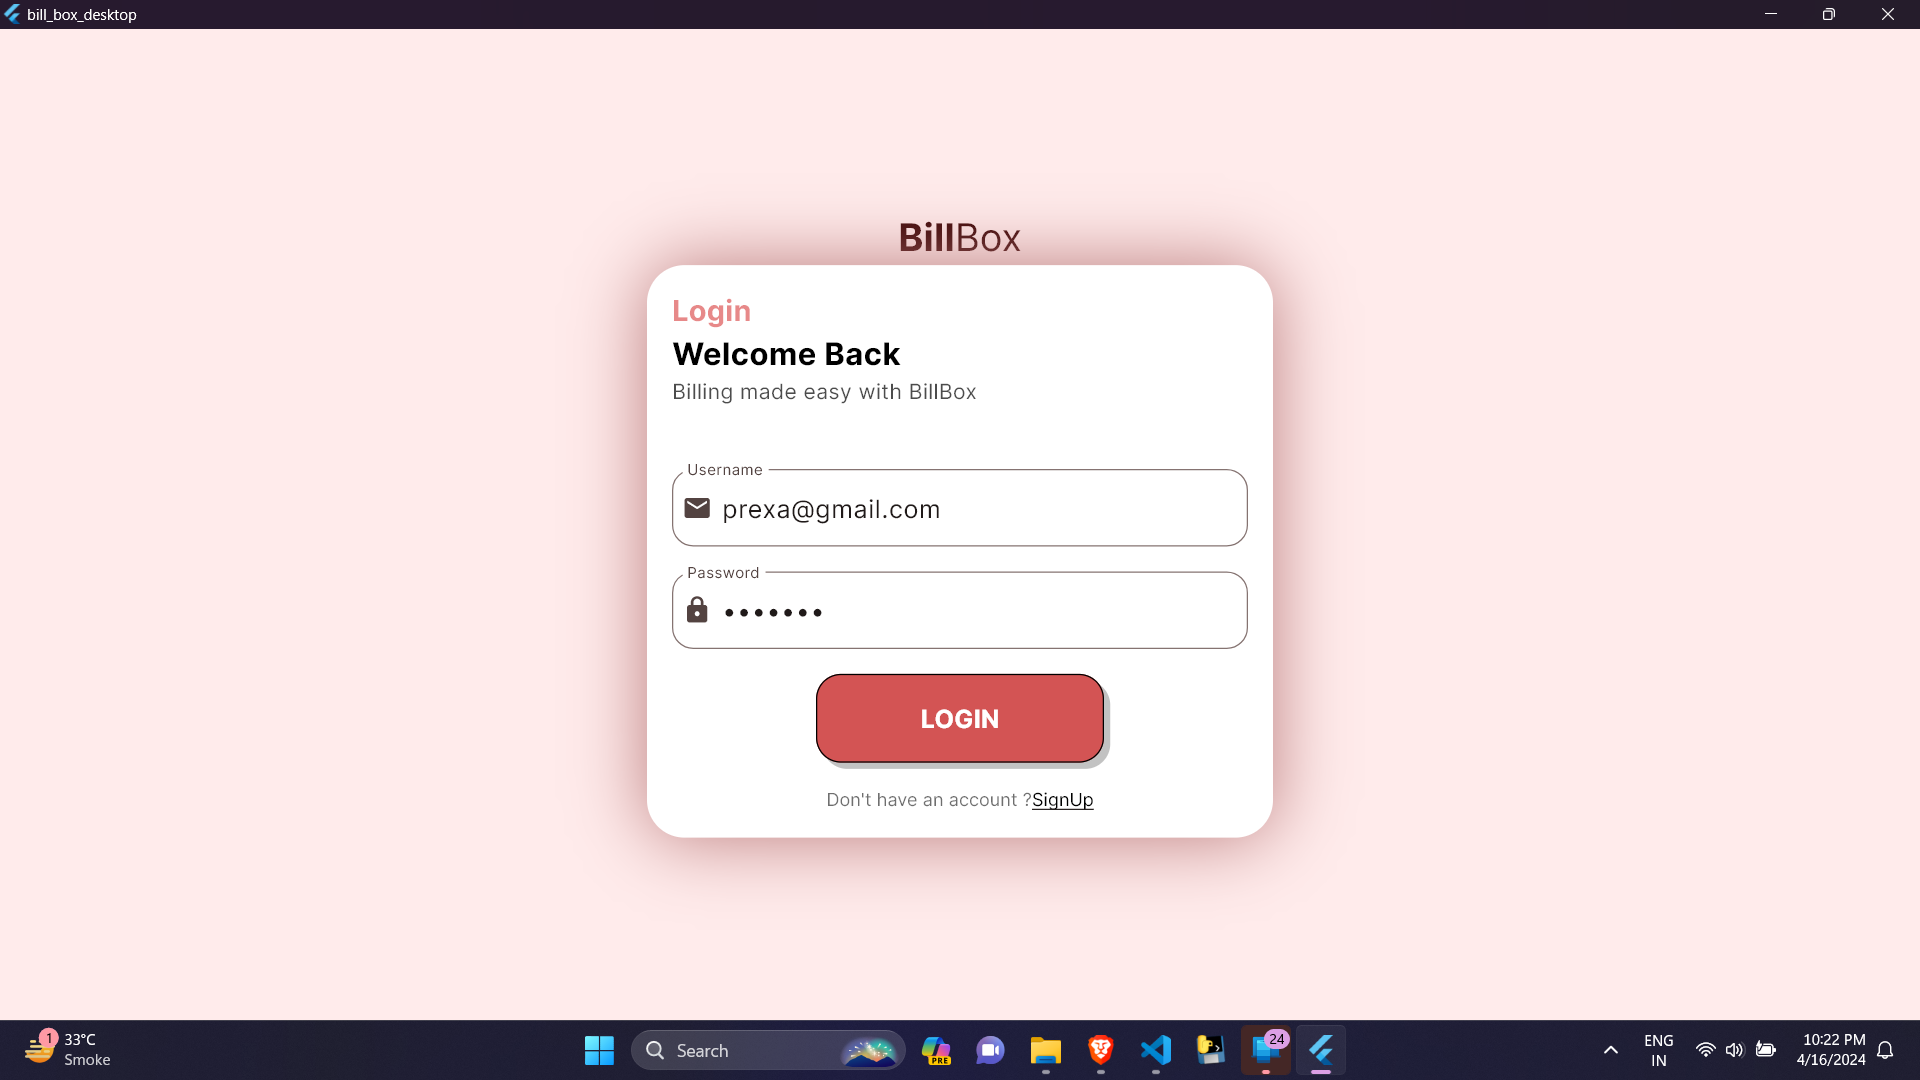 bill_box_desktop
BillBox
Login
Welcome Back
Billing made easy with BillBox
Username
prexa@gmail.com
Password
•••••••
LOGIN
Don't have an account ?SignUp
1
33°C
Smoke
Search
PRE
24
ENG
IN
10:22 PM
4/16/2024